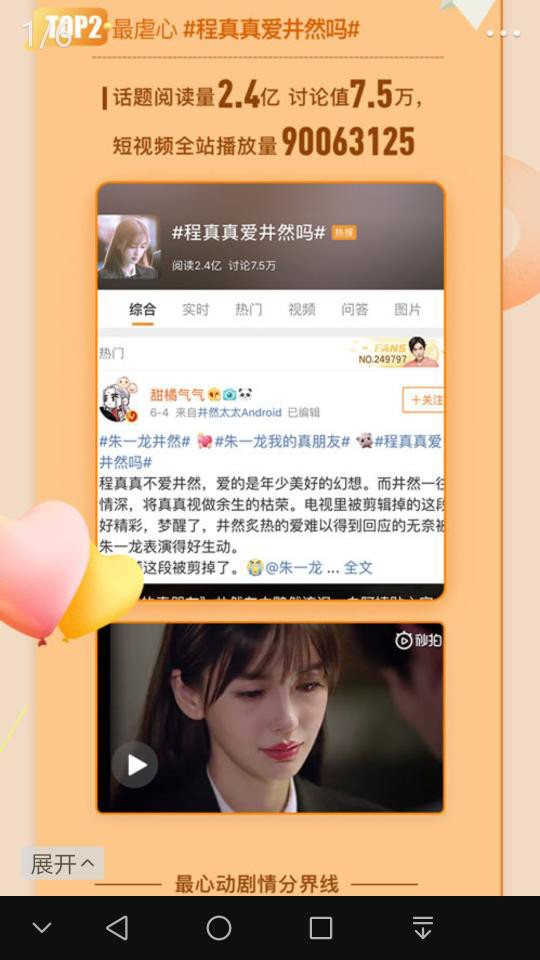 1/6
TOP2 最虐心 #程真真爱井然吗#
话题阅读量2.4亿 讨论值7.5万，
短视频全站播放量 90063125
#程真真爱井然吗# 热搜
阅读2.4亿 讨论7.5万
综合 实时 热门 视频 问答 图片
热门
FANS
NO.249797
甜橘气气
+关注
6-4 来自井然太太Android 已编辑
#朱一龙井然# #朱一龙我的真朋友# #程真真爱
井然吗#
程真真不爱井然，爱的是年少美好的幻想。而井然一往
情深，将真真视做余生的枯荣。电视里被剪辑掉的这段
好精彩，梦醒了，井然炙热的爱难以得到回应的无奈被
朱一龙表演得好生动。
这段被剪掉了。😭@朱一龙 ... 全文
秒拍
展开
最心动剧情分界线